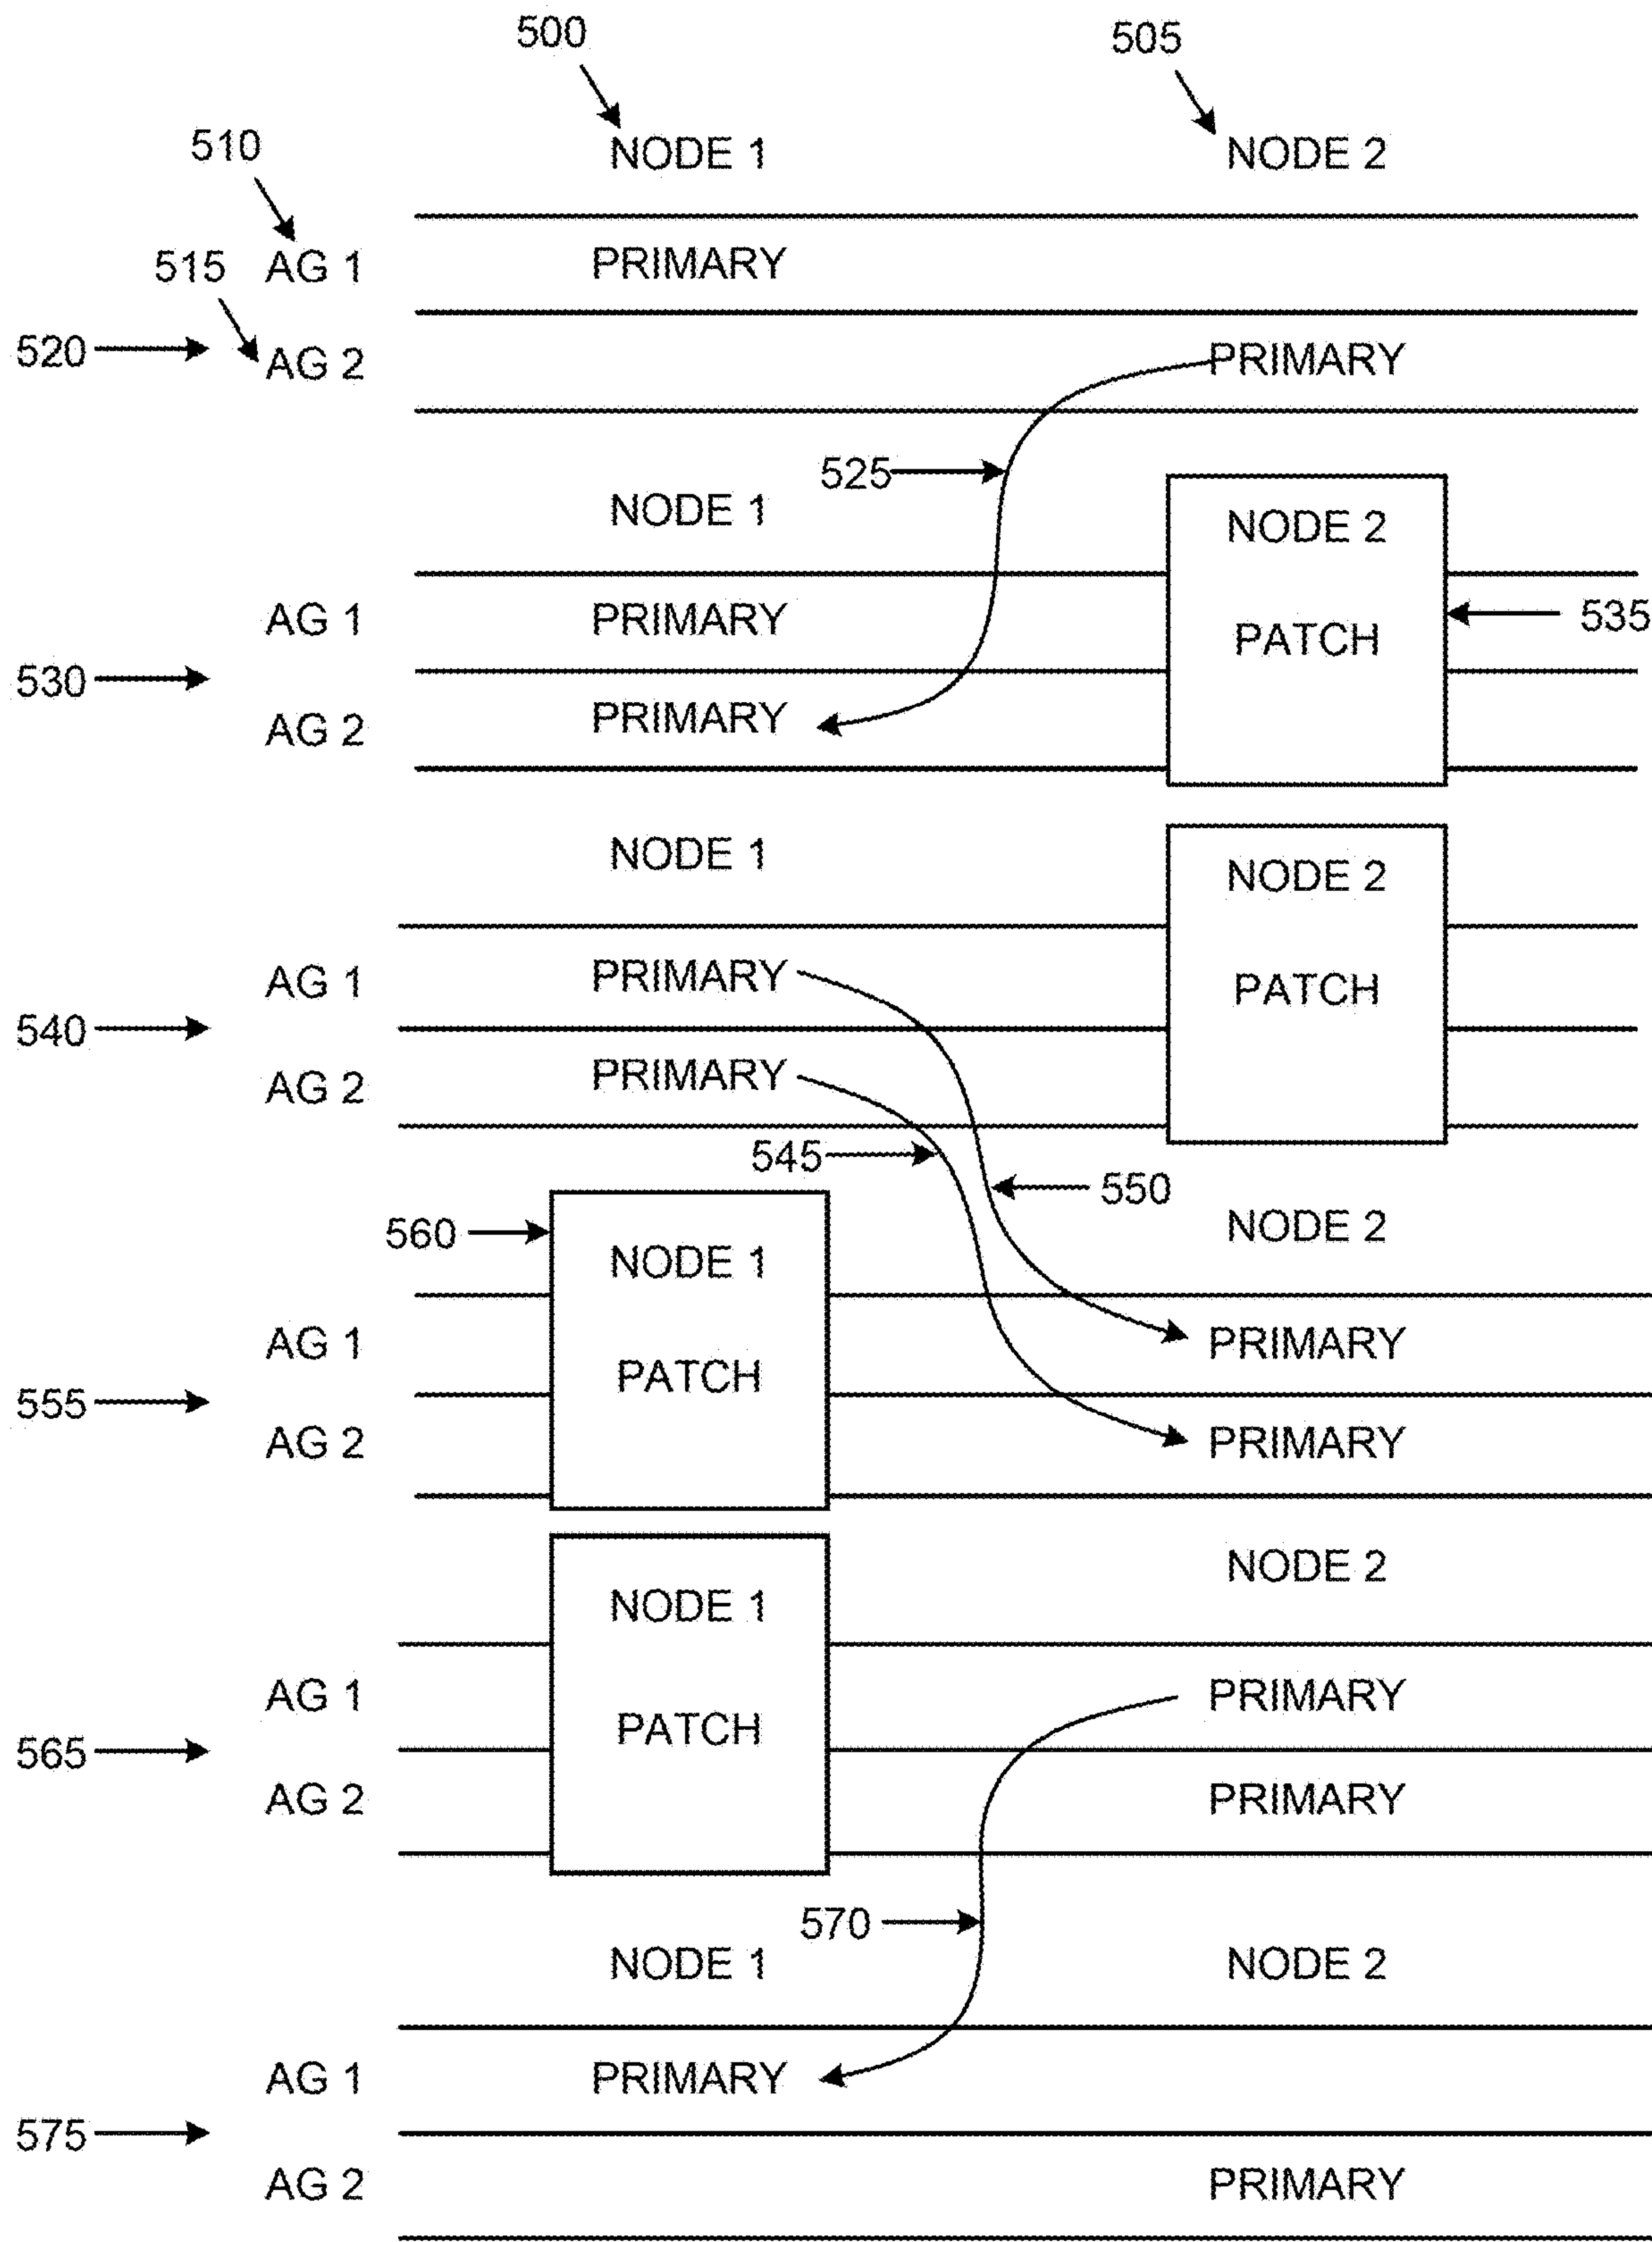 500 505
NODE 1 NODE 2
510
AG 1 PRIMARY
515
520 AG 2 PRIMARY
525
NODE 1 NODE 2
AG 1 PRIMARY PATCH 535
530
AG 2 PRIMARY
NODE 1 NODE 2
AG 1 PRIMARY PATCH
540
AG 2 PRIMARY
545 550
560 NODE 1 NODE 2
AG 1 PATCH PRIMARY
555
AG 2 PRIMARY
NODE 1 NODE 2
AG 1 PATCH PRIMARY
565
AG 2 PRIMARY
570
NODE 1 NODE 2
AG 1 PRIMARY
575
AG 2 PRIMARY